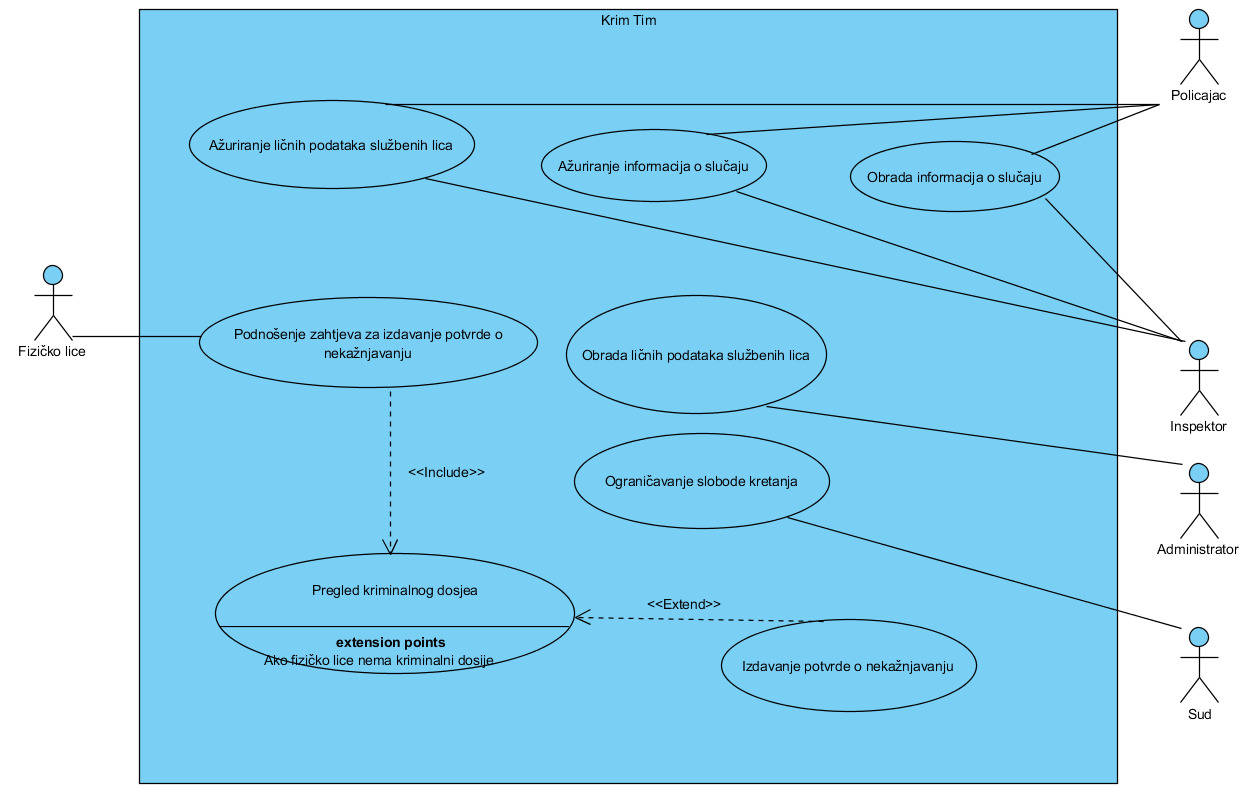 Krim Tim
Policajac
Ažuriranje ličnih podataka službenih lica
Ažuriranje informacija o slučaju
Obrada informacija o slučaju
Fizičko lice
Podnošenje zahtjeva za izdavanje potvrde o
nekažnjavanju
Obrada ličnih podataka službenih lica
Inspektor
<<Include>>
Ograničavanje slobode kretanja
Administrator
Pregled kriminalnog dosjea
extension points
Ako fizičko lice nema kriminalni dosije
<<Extend>>
Izdavanje potvrde o nekažnjavanju
Sud